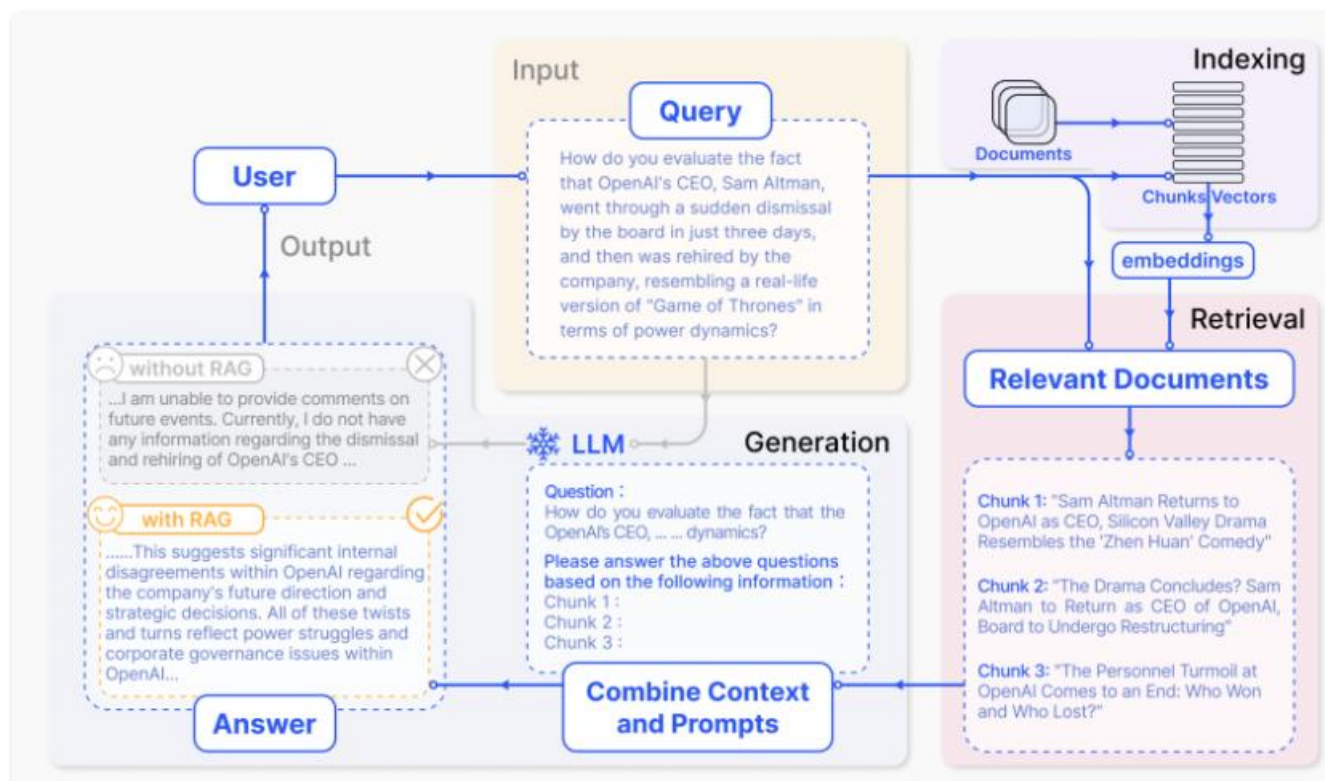 Input
Query
How do you evaluate the fact
that OpenAI's CEO, Sam Altman,
went through a sudden dismissal
by the board in just three days,
and then was rehired by the
company, resembling a real-life
version of "Game of Thrones" in
terms of power dynamics?
Indexing
Documents
Chunks Vectors
embeddings
User
Output
Retrieval
Relevant Documents
Chunk 1: "Sam Altman Returns to
OpenAI as CEO, Silicon Valley Drama
Resembles the 'Zhen Huan' Comedy"
Chunk 2: "The Drama Concludes? Sam
Altman to Return as CEO of OpenAI,
Board to Undergo Restructuring"
Chunk 3: "The Personnel Turmoil at
OpenAI Comes to an End: Who Won
and Who Lost?"
Generation
LLM
Question :
How do you evaluate the fact that the
OpenAI's CEO, ... ... dynamics?
Please answer the above questions
based on the following information :
Chunk 1 :
Chunk 2 :
Chunk 3 :
Combine Context
and Prompts
without RAG
...I am unable to provide comments on
future events. Currently, I do not have
any information regarding the dismissal
and rehiring of OpenAI's CEO ...
with RAG
......This suggests significant internal
disagreements within OpenAI regarding
the company's future direction and
strategic decisions. All of these twists
and turns reflect power struggles and
corporate governance issues within
OpenAI...
Answer